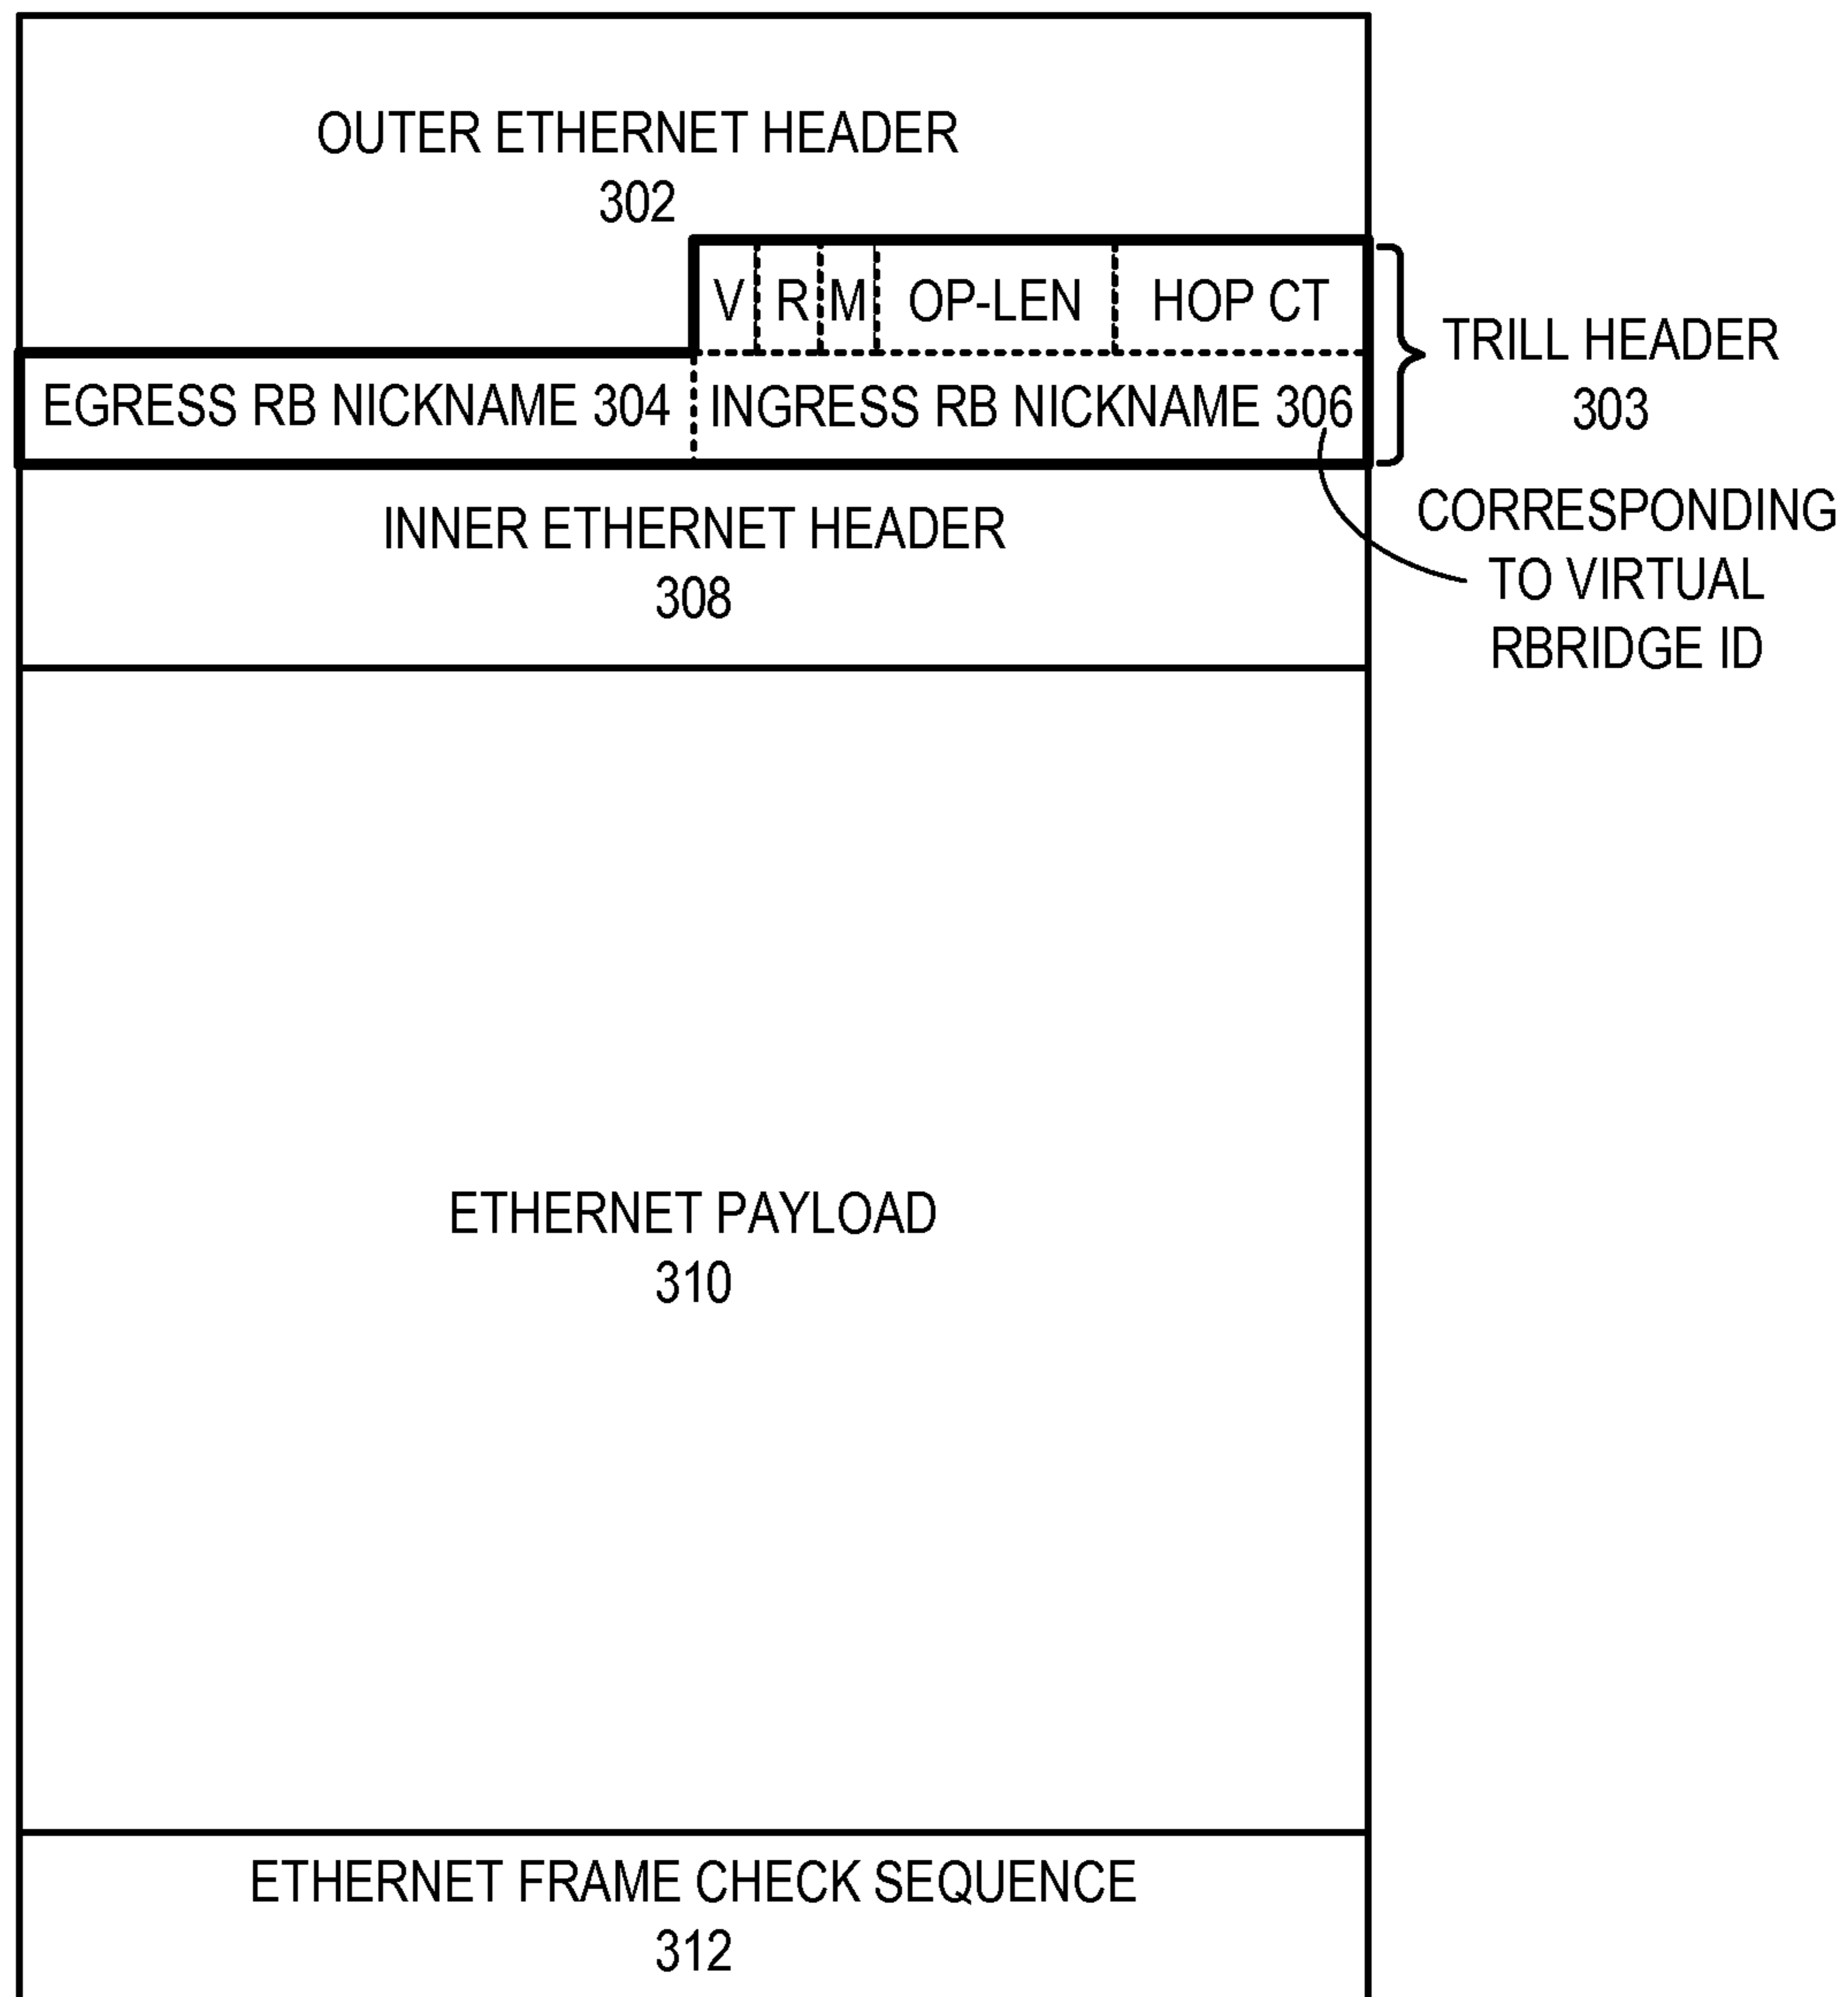 OUTER ETHERNET HEADER
302
V R M OP-LEN HOP CT
EGRESS RB NICKNAME 304 INGRESS RB NICKNAME 306
TRILL HEADER
303
CORRESPONDING
TO VIRTUAL
RBRIDGE ID
INNER ETHERNET HEADER
308
ETHERNET PAYLOAD
310
ETHERNET FRAME CHECK SEQUENCE
312